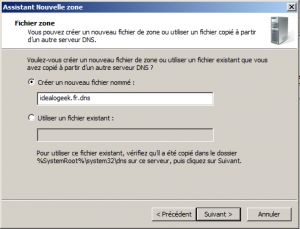 Assistant Nouvelle zone
Fichier zone
Vous pouvez créer un nouveau fichier de zone ou utiliser un fichier copié à partir
d'un autre serveur DNS.
Voulez-vous créer un nouveau fichier de zone ou utiliser un fichier existant que vous
avez copié à partir d'un autre serveur DNS ?
Créer un nouveau fichier nommé :
idealogeek.fr.dns
Utiliser un fichier existant :
Pour utiliser ce fichier existant, vérifiez qu'il a été copié dans le dossier
%SystemRoot%\system32\dns sur ce serveur, puis cliquez sur Suivant.
< Précédent
Suivant >
Annuler